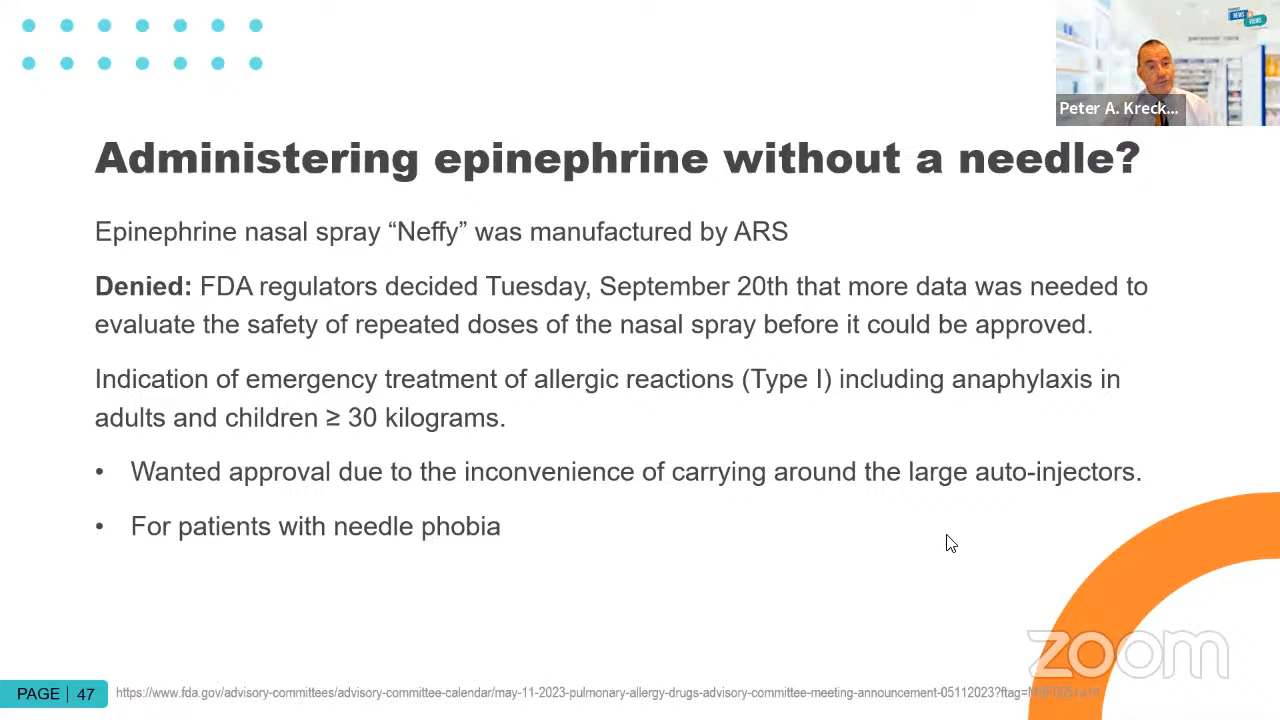 NEWS
VIEWS
Peter A. Kreck...
Administering epinephrine without a needle?
Epinephrine nasal spray “Neffy” was manufactured by ARS
Denied: FDA regulators decided Tuesday, September 20th that more data was needed to
evaluate the safety of repeated doses of the nasal spray before it could be approved.
Indication of emergency treatment of allergic reactions (Type I) including anaphylaxis in
adults and children ≥ 30 kilograms.
• Wanted approval due to the inconvenience of carrying around the large auto-injectors.
• For patients with needle phobia
zoom
PAGE | 47
https://www.fda.gov/advisory-committees/advisory-committee-calendar/may-11-2023-pulmonary-allergy-drugs-advisory-committee-meeting-announcement-05112023?ftag=